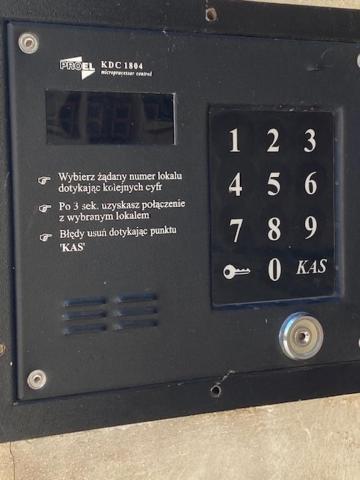 PROEL KDC 1804
microprocessor control
Wybierz żądany numer lokalu
dotykając kolejnych cyfr
Po 3 sek. uzyskasz połączenie
z wybranym lokalem
Błędy usuń dotykając punktu
'KAS'
1 2 3
4 5 6
7 8 9
0 KAS